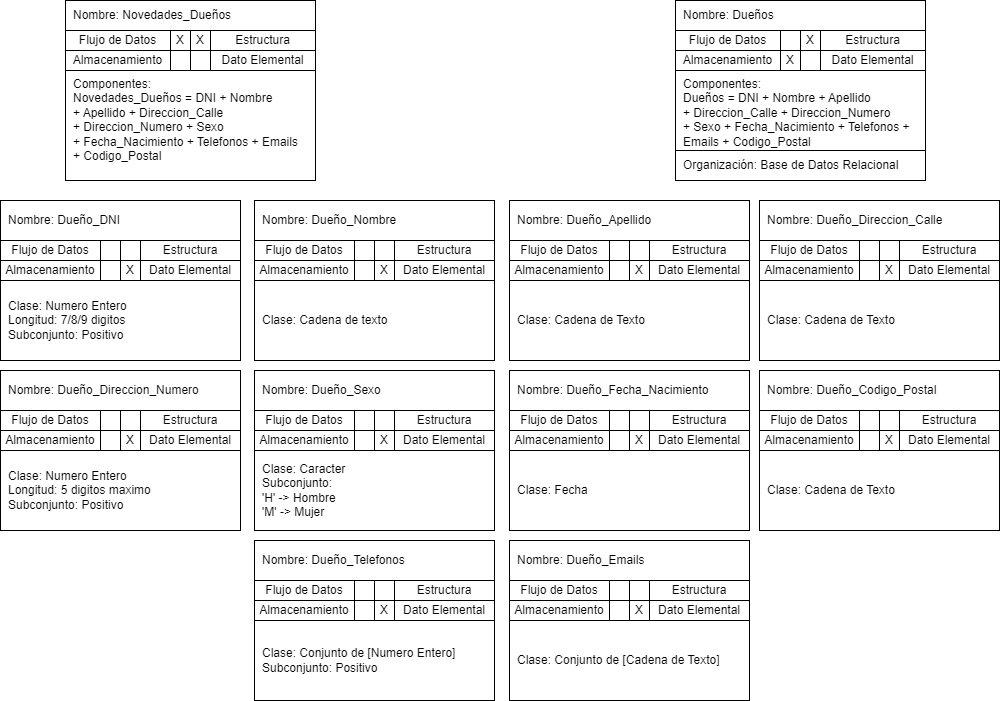 Nombre: Novedades_Dueños
Flujo de Datos X X Estructura
Almacenamiento Dato Elemental
Componentes:
Novedades_Dueños = DNI + Nombre
+ Apellido + Direccion_Calle
+ Direccion_Numero + Sexo
+ Fecha_Nacimiento + Telefonos + Emails
+ Codigo_Postal
Nombre: Dueños
Flujo de Datos X Estructura
Almacenamiento X Dato Elemental
Componentes:
Dueños = DNI + Nombre + Apellido
+ Direccion_Calle + Direccion_Numero
+ Sexo + Fecha_Nacimiento + Telefonos +
Emails + Codigo_Postal
Organización: Base de Datos Relacional
Nombre: Dueño_DNI
Flujo de Datos Estructura
Almacenamiento X Dato Elemental
Clase: Numero Entero
Longitud: 7/8/9 digitos
Subconjunto: Positivo
Nombre: Dueño_Nombre
Flujo de Datos Estructura
Almacenamiento X Dato Elemental
Clase: Cadena de texto
Nombre: Dueño_Apellido
Flujo de Datos Estructura
Almacenamiento X Dato Elemental
Clase: Cadena de Texto
Nombre: Dueño_Direccion_Calle
Flujo de Datos Estructura
Almacenamiento X Dato Elemental
Clase: Cadena de Texto
Nombre: Dueño_Direccion_Numero
Flujo de Datos Estructura
Almacenamiento X Dato Elemental
Clase: Numero Entero
Longitud: 5 digitos maximo
Subconjunto: Positivo
Nombre: Dueño_Sexo
Flujo de Datos Estructura
Almacenamiento X Dato Elemental
Clase: Caracter
Subconjunto:
'H' -> Hombre
'M' -> Mujer
Nombre: Dueño_Fecha_Nacimiento
Flujo de Datos Estructura
Almacenamiento X Dato Elemental
Clase: Fecha
Nombre: Dueño_Codigo_Postal
Flujo de Datos Estructura
Almacenamiento X Dato Elemental
Clase: Cadena de Texto
Nombre: Dueño_Telefonos
Flujo de Datos Estructura
Almacenamiento X Dato Elemental
Clase: Conjunto de [Numero Entero]
Subconjunto: Positivo
Nombre: Dueño_Emails
Flujo de Datos Estructura
Almacenamiento X Dato Elemental
Clase: Conjunto de [Cadena de Texto]